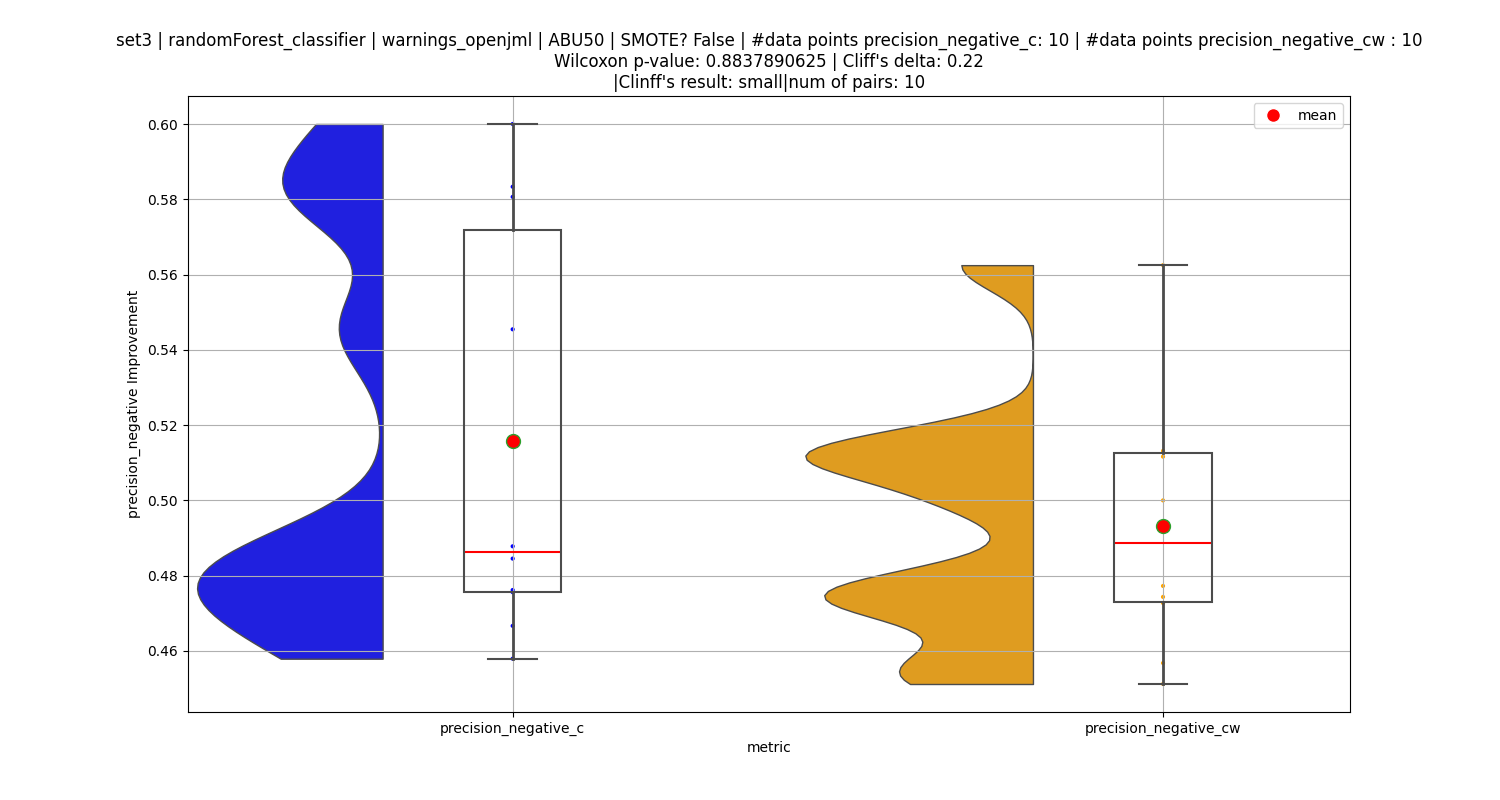 set3 | randomForest_classifier | warnings_openjml | ABU50 | SMOTE? False | #data points precision_negative_c: 10 | #data points precision_negative_cw : 10
Wilcoxon p-value: 0.8837890625 | Cliff's delta: 0.22
|Clinff's result: small|num of pairs: 10
mean
0.60
0.58
0.56
0.54
0.52
0.50
0.48
0.46
precision_negative Improvement
precision_negative_c
precision_negative_cw
metric